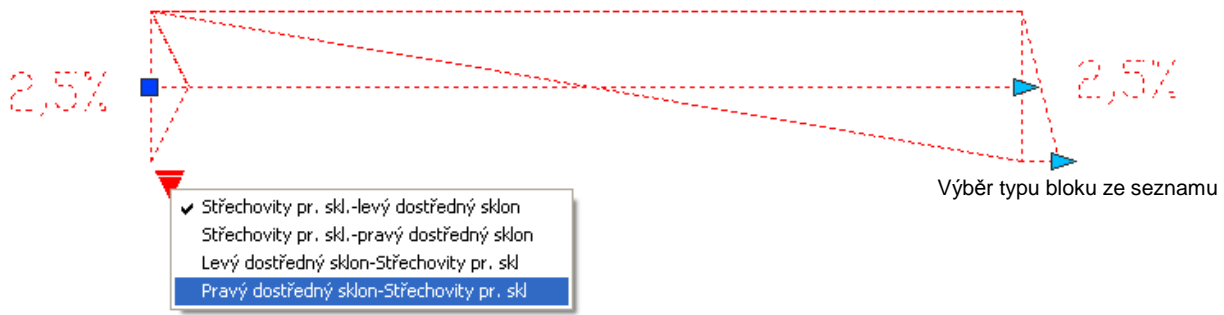 2,5%
2,5%
Výběr typu bloku ze seznamu
Střechovity pr. skl.-levý dostředný sklon
Střechovity pr. skl.-pravý dostředný sklon
Levý dostředný sklon-Střechovity pr. skl
Pravý dostředný sklon-Střechovity pr. skl